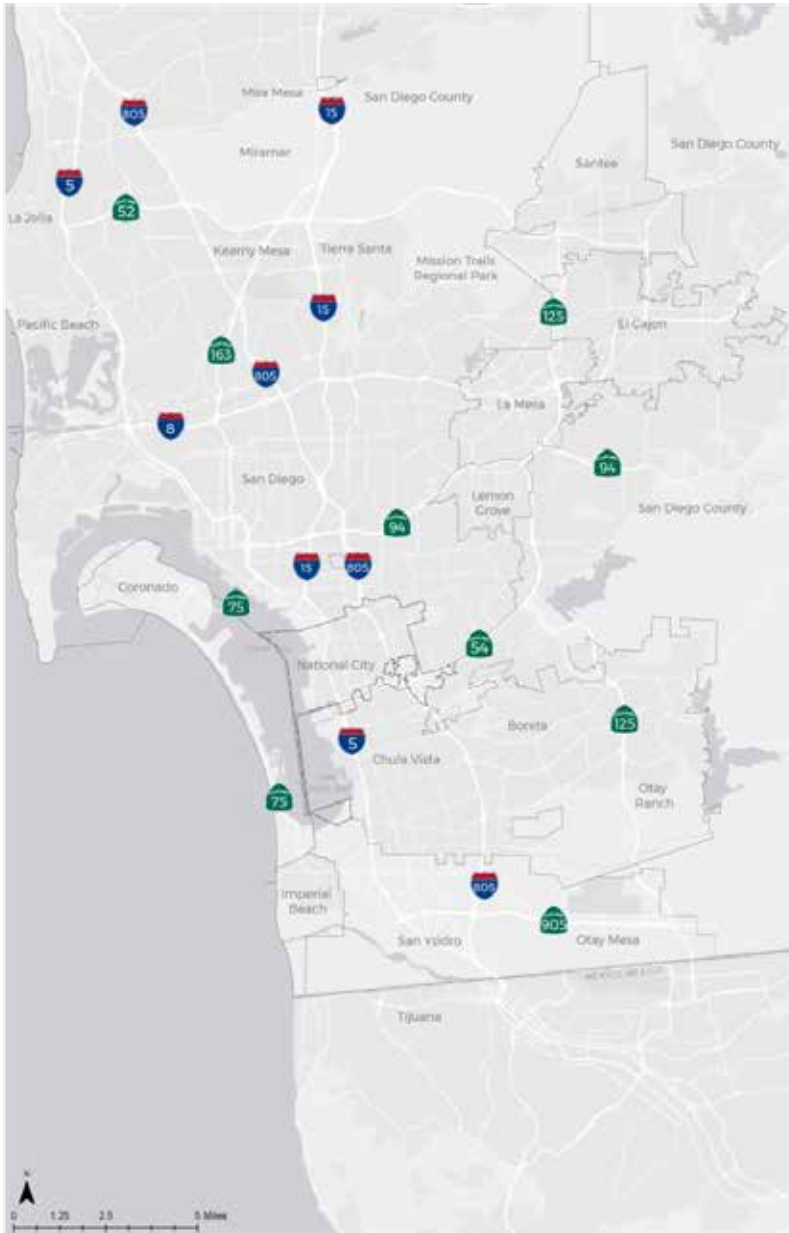 Mira Mesa
San Diego County
805
15
Miramar
Santee
San Diego County
5
52
La Jolla
Kearny Mesa
Tierra Santa
Mission Trails
Regional Park
15
125
Pacific Beach
El Cajon
163
805
La Mesa
8
94
San Diego
Lemon
Grove
San Diego County
94
15
805
Coronado
75
54
National City
125
Bonita
5
Chula Vista
75
Otay
Ranch
805
Imperial
Beach
905
San Ysidro
Otay Mesa
Tijuana
N
0 1.25 2.5 5 Miles